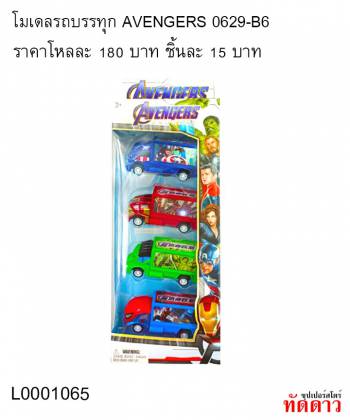 โมเดลรถบรรทุก AVENGERS 0629-B6
ราคาโหลละ 180 บาท ชิ้นละ 15 บาท
AVENGERS
AVENGERS
3+
WARNING
L0001065
ซุปเปอร์สโตร์
ทัดดาว